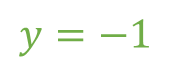 y = −1